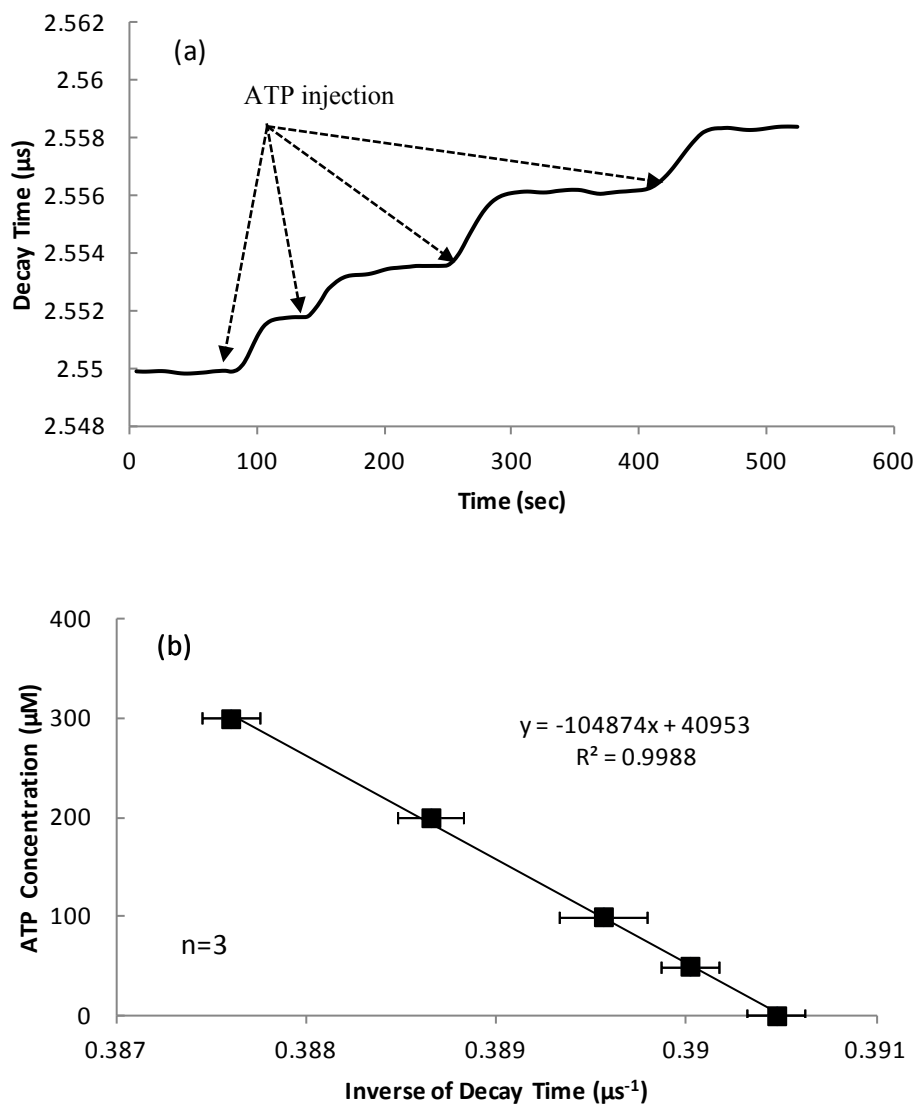 2.562
(a)
2.56
ATP injection
2.558
2.556
2.554
2.552
2.55
2.548
Decay Time (µs)
0 100 200 300 400 500 600
Time (sec)
400
(b)
300
y = -104874x + 40953
R² = 0.9988
200
100
n=3
0
ATP Concentration (µM)
0.387 0.388 0.389 0.39 0.391
Inverse of Decay Time (µs⁻¹)